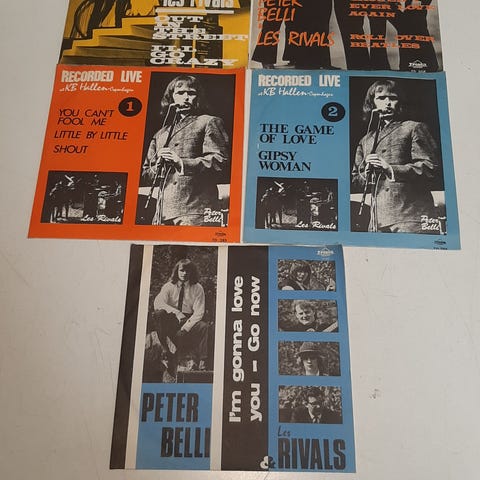 Les Rivals
OUT
I'LL
GO
CRAZY
PETER
BELLI
LES RIVALS
EVER LOVE
AGAIN
ROLL OVER
BEATLES
RECORDED LIVE
at KB Hallen-Copenhagen
1
YOU CAN'T
FOOL ME
LITTLE BY LITTLE
SHOUT
Les Rivals
Peter
Belli
RECORDED LIVE
at KB Hallen-Copenhagen
2
THE GAME
OF LOVE
GIPSY
WOMAN
Les Rivals
Peter
Belli
I'm gonna love
you - Go now
PETER
BELLI
Les
& RIVALS